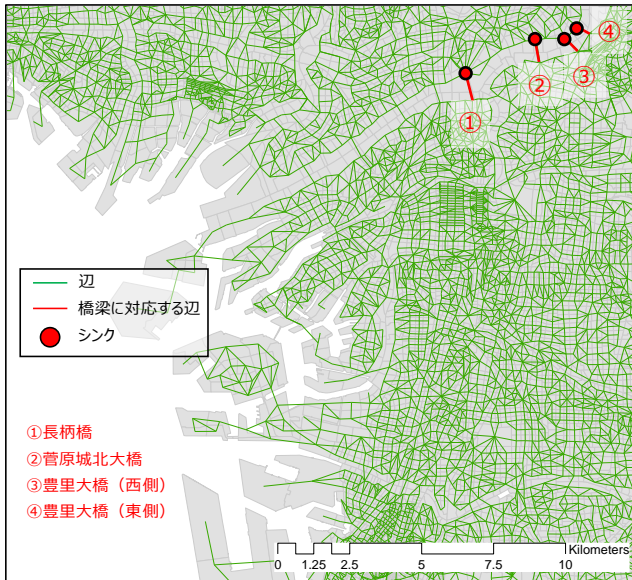 ④
②
③
①
辺
橋梁に対応する辺
シンク
①長柄橋
②菅原城北大橋
③豊里大橋（西側）
④豊里大橋（東側）
Kilometers
0 1.25 2.5 5 7.5 10